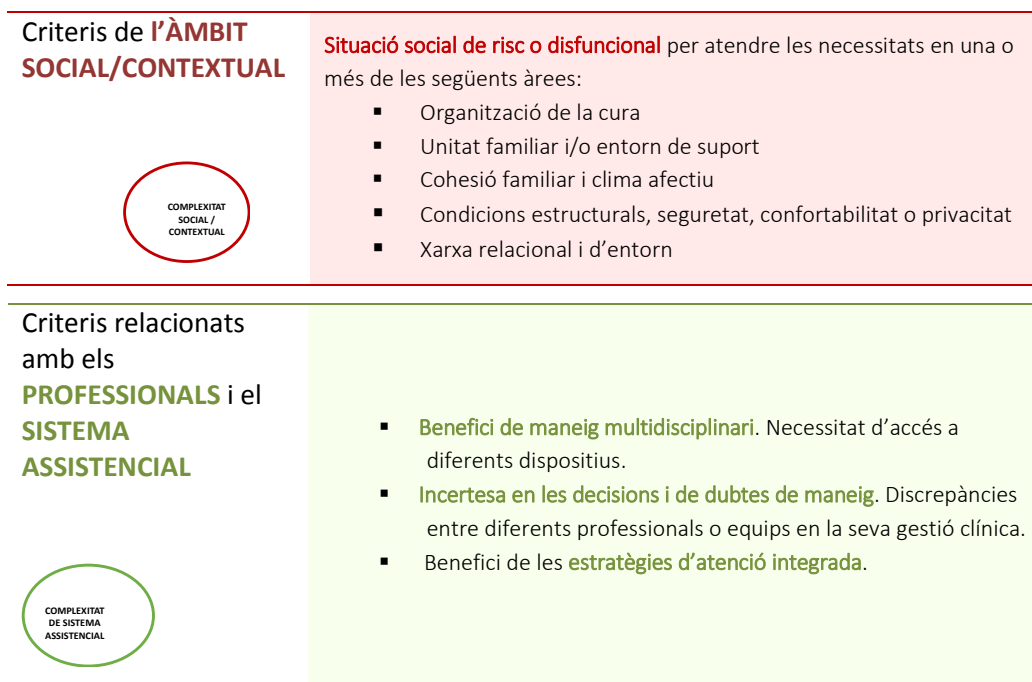 Criteris de l'ÀMBIT
SOCIAL/CONTEXTUAL
COMPLEXITAT
SOCIAL /
CONTEXTUAL
Situació social de risc o disfuncional per atendre les necessitats en una o
més de les següents àrees:
▪ Organització de la cura
▪ Unitat familiar i/o entorn de suport
▪ Cohesió familiar i clima afectiu
▪ Condicions estructurals, seguretat, confortabilitat o privacitat
▪ Xarxa relacional i d'entorn
Criteris relacionats
amb els
PROFESSIONALS i el
SISTEMA
ASSISTENCIAL
COMPLEXITAT
DE SISTEMA
ASSISTENCIAL
▪ Benefici de maneig multidisciplinari. Necessitat d'accés a
diferents dispositius.
▪ Incertesa en les decisions i de dubtes de maneig. Discrepàncies
entre diferents professionals o equips en la seva gestió clínica.
▪ Benefici de les estratègies d'atenció integrada.